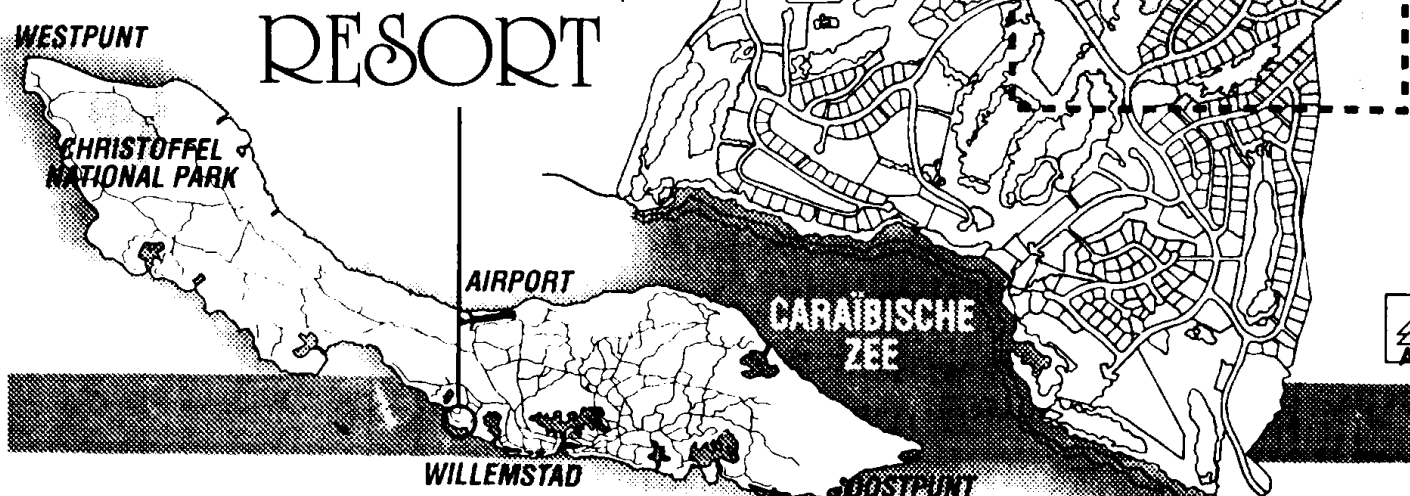 RESORT
WESTPUNT
CHRISTOFFEL
NATIONAL PARK
AIRPORT
CARAÏBISCHE
ZEE
WILLEMSTAD
OOSTPUNT